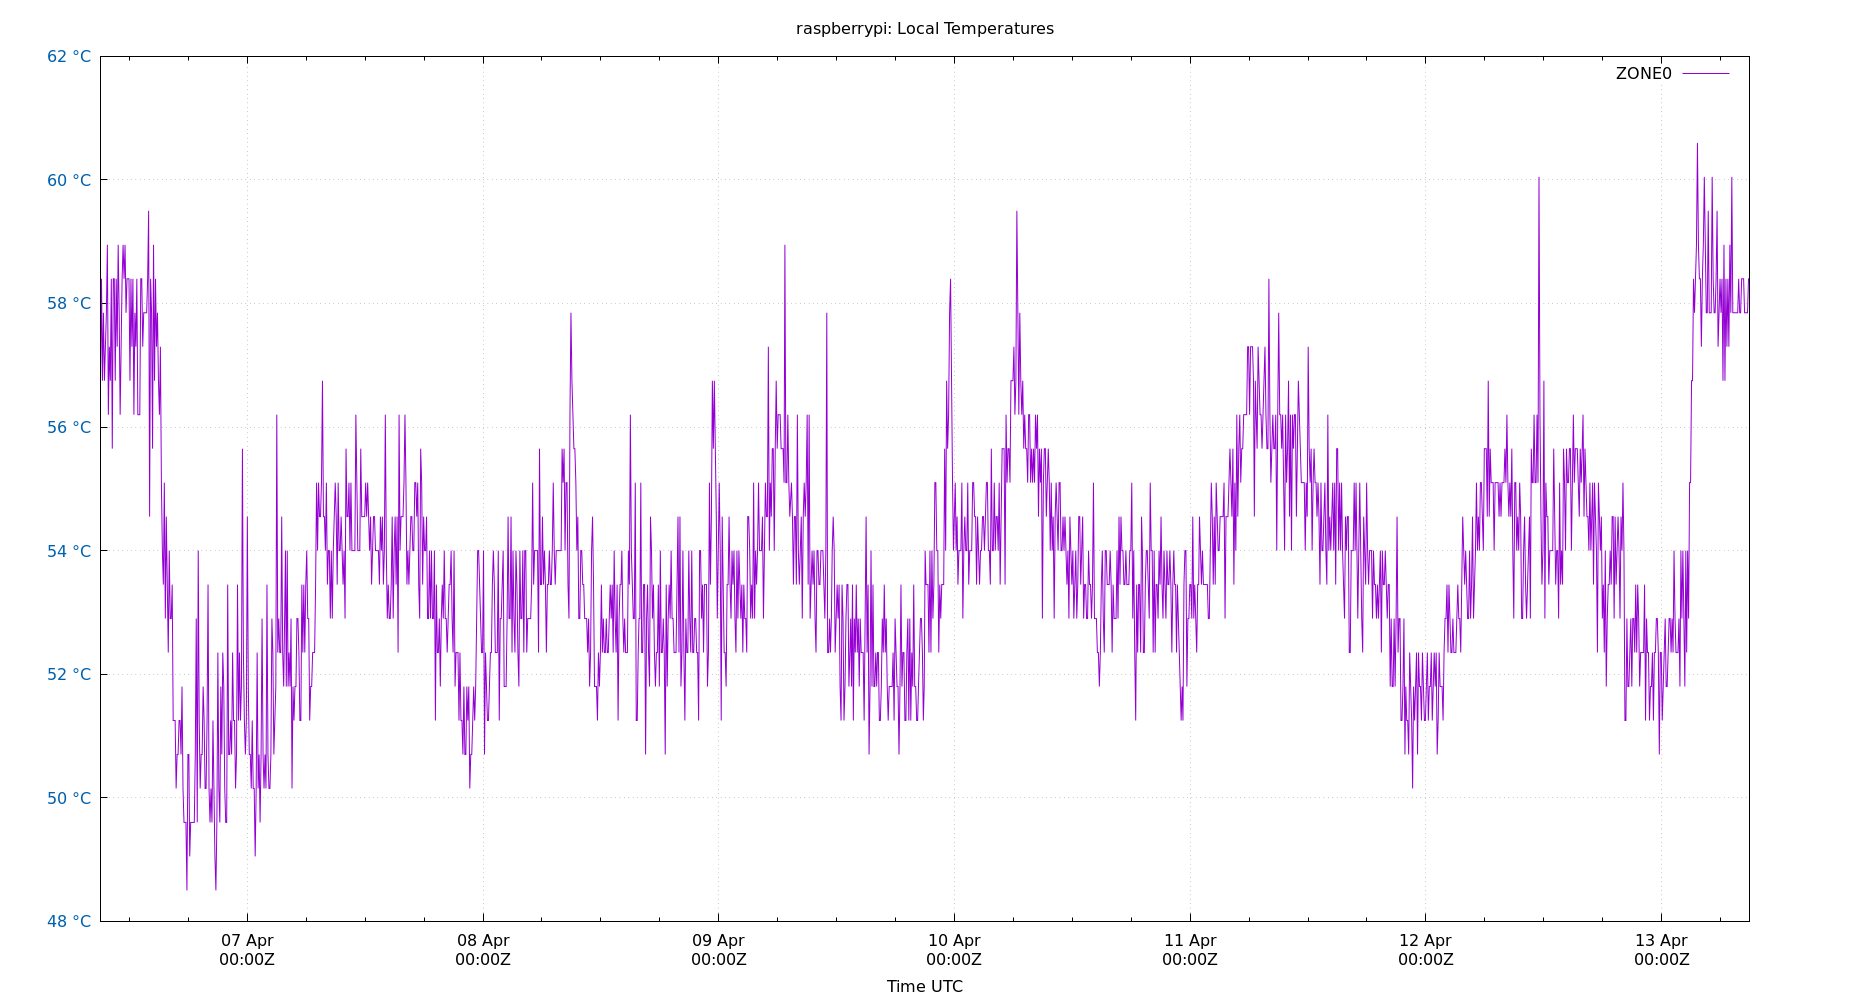 raspberrypi: Local Temperatures
62 °C
ZONE0
60 °C
58 °C
56 °C
54 °C
52 °C
50 °C
48 °C
07 Apr 08 Apr 09 Apr 10 Apr 11 Apr 12 Apr 13 Apr
00:00Z 00:00Z 00:00Z 00:00Z 00:00Z 00:00Z 00:00Z
Time UTC